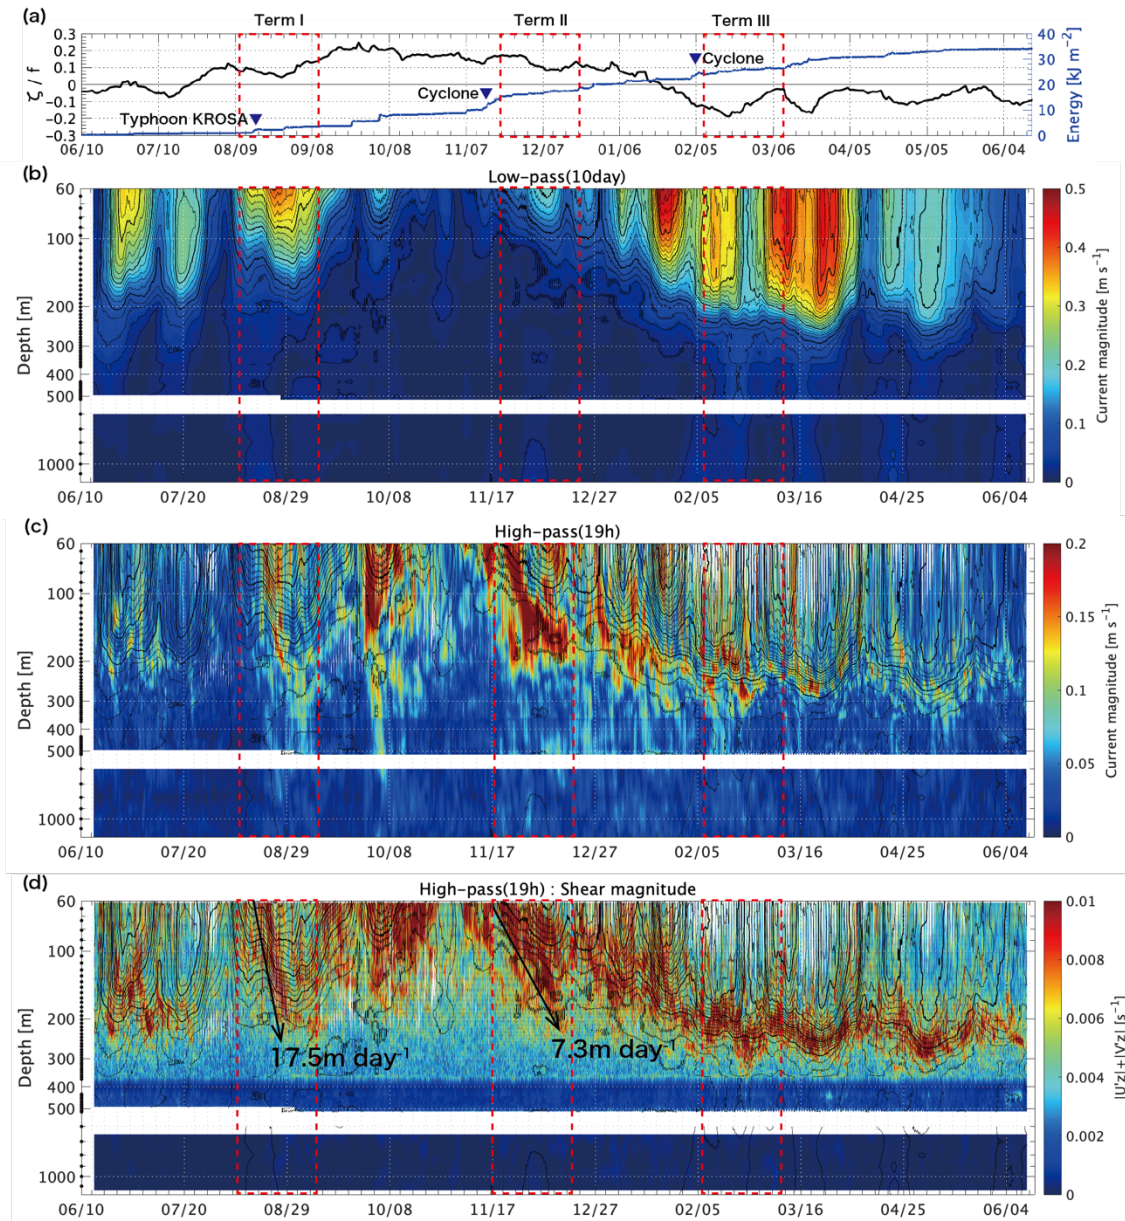 (a)
Term I
Term II
Term III
0.3
0.2
0.1
0
-0.1
-0.2
-0.3
ζ / f
40
30
20
10
0
Energy [kJ m⁻²]
Typhoon KROSA
Cyclone
Cyclone
06/10 07/10 08/09 09/08 10/08 11/07 12/07 01/06 02/05 03/06 04/05 05/05 06/04
(b)
Low-pass(10day)
60
100
200
300
400
500
1000
Depth [m]
0.5
0.4
0.3
0.2
0.1
0
Current magnitude [m s⁻¹]
06/10 07/20 08/29 10/08 11/17 12/27 02/05 03/16 04/25 06/04
(c)
High-pass(19h)
60
100
200
300
400
500
1000
Depth [m]
0.2
0.15
0.1
0.05
0
Current magnitude [m s⁻¹]
06/10 07/20 08/29 10/08 11/17 12/27 02/05 03/16 04/25 06/04
(d)
High-pass(19h) : Shear magnitude
60
100
200
300
400
500
1000
Depth [m]
17.5m day⁻¹
7.3m day⁻¹
0.01
0.008
0.006
0.004
0.002
0
|U'z|+|V'z| [s⁻¹]
06/10 07/20 08/29 10/08 11/17 12/27 02/05 03/16 04/25 06/04